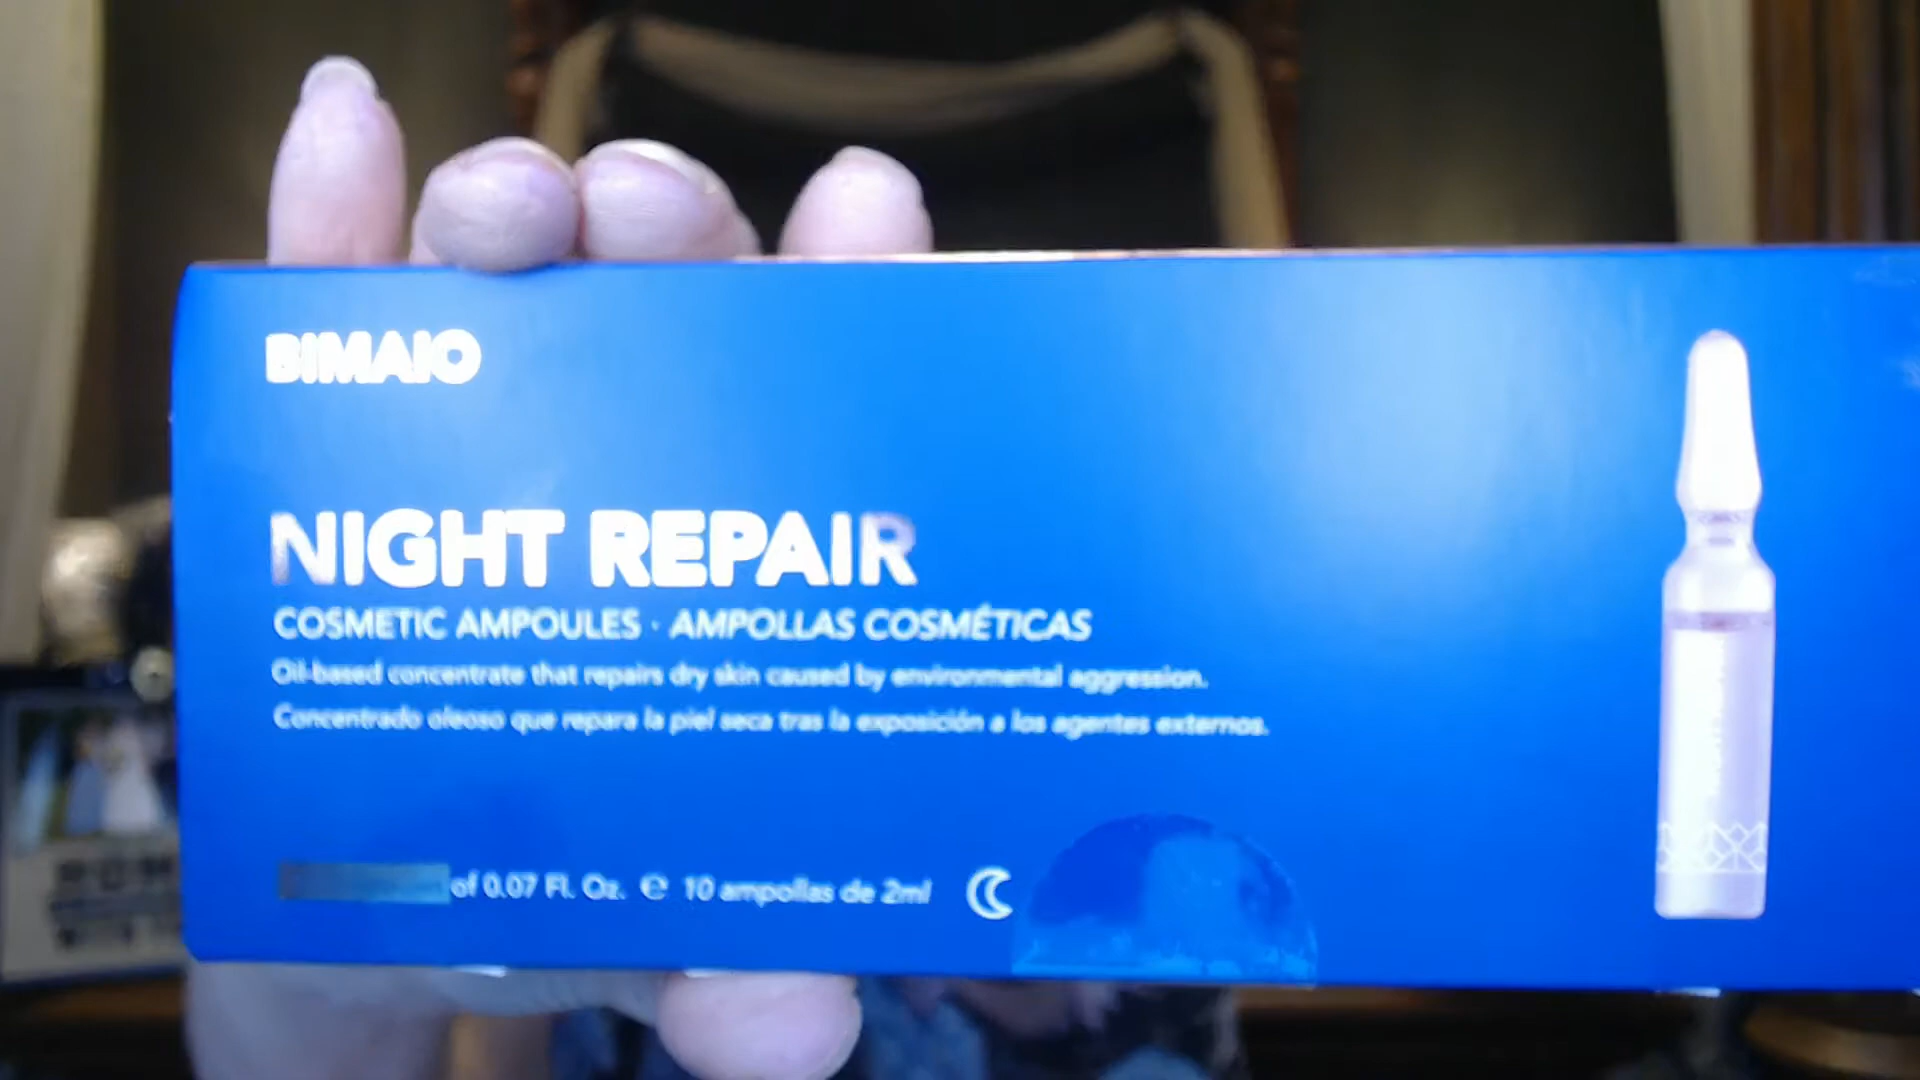 BIMAIO
NIGHT REPAIR
COSMETIC AMPOULES · AMPOLLAS COSMÉTICAS
Oil-based concentrate that repairs dry skin caused by environmental aggression.
Concentrado oleoso que repara la piel seca tras la exposición a los agentes externos.
of 0.07 Fl. Oz. ℮ 10 ampollas de 2ml